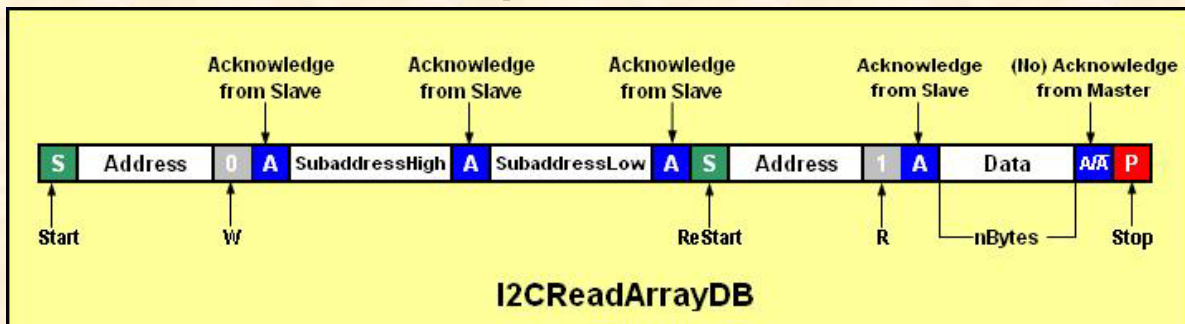 Acknowledge Acknowledge Acknowledge Acknowledge (No) Acknowledge
from Slave from Slave from Slave from Slave from Master
S Address 0 A SubaddressHigh A SubaddressLow A S Address 1 A Data A/A̅ P
Start W ReStart R nBytes Stop
I2CReadArrayDB